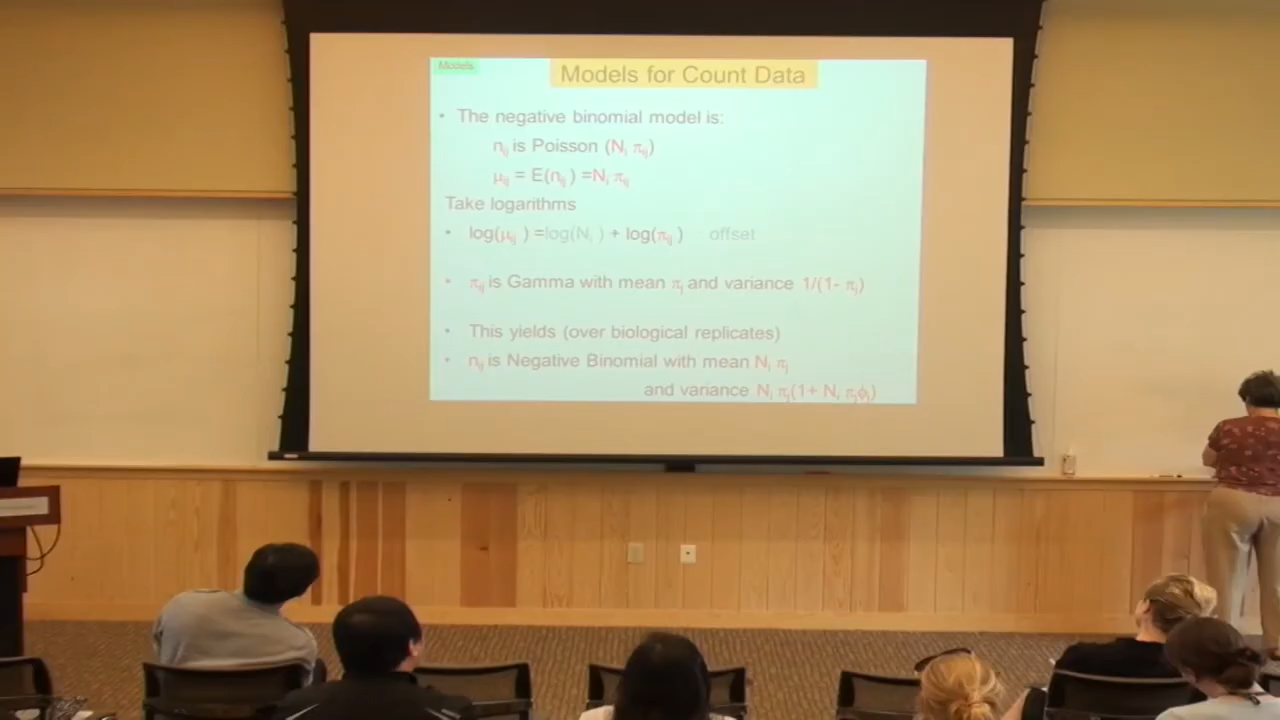 Models
Models for Count Data
• The negative binomial model is:
nij is Poisson (Ni πij)
μij = E(nij ) =Ni πij
Take logarithms
• log(μij ) =log(Ni ) + log(πij ) offset
• πij is Gamma with mean πj and variance 1/(1- πj)
• This yields (over biological replicates)
• nij is Negative Binomial with mean Ni πj
and variance Ni πj(1+ Ni πjϕj)